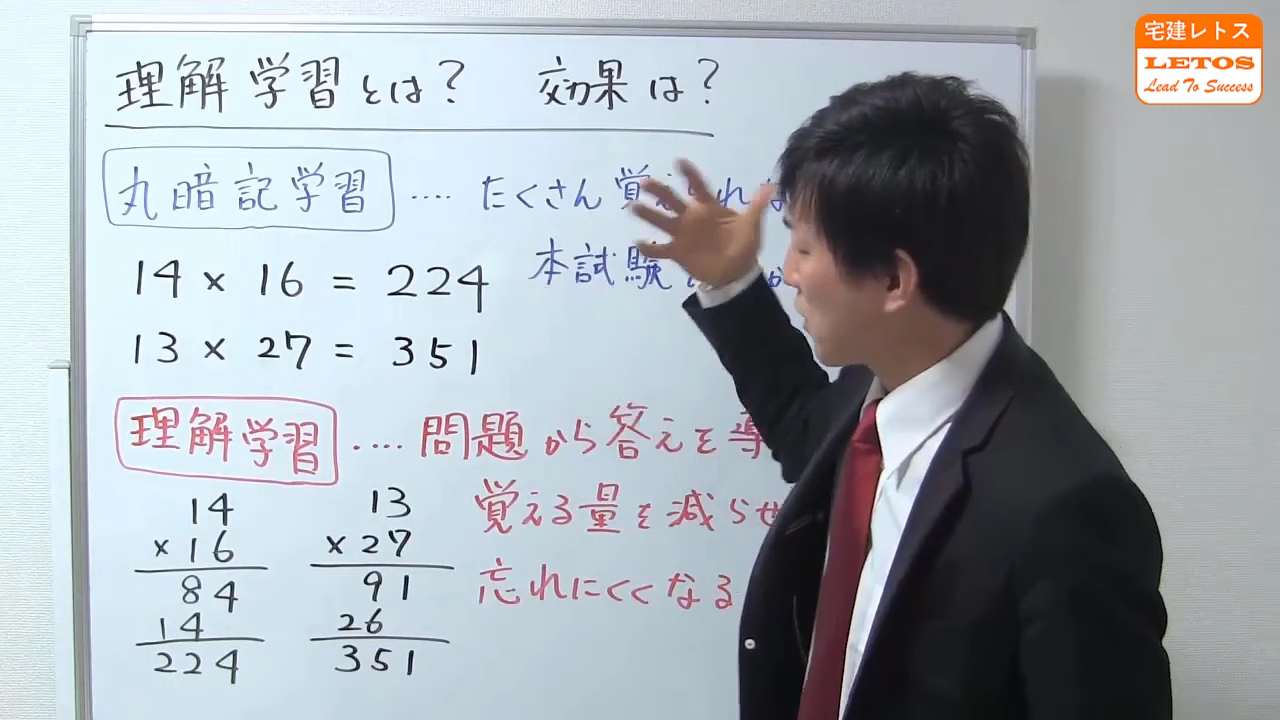 宅建レトス
LETOS
Lead To Success
理解学習とは? 効果は?
丸暗記学習 ‥‥ たくさん
本試験
14 × 16 = 224
13 × 27 = 351
理解学習 ‥‥ 問題から答えを導
覚える量を減らせ
忘れにくくなる
14
× 16
84
14
224
13
× 27
91
26
351